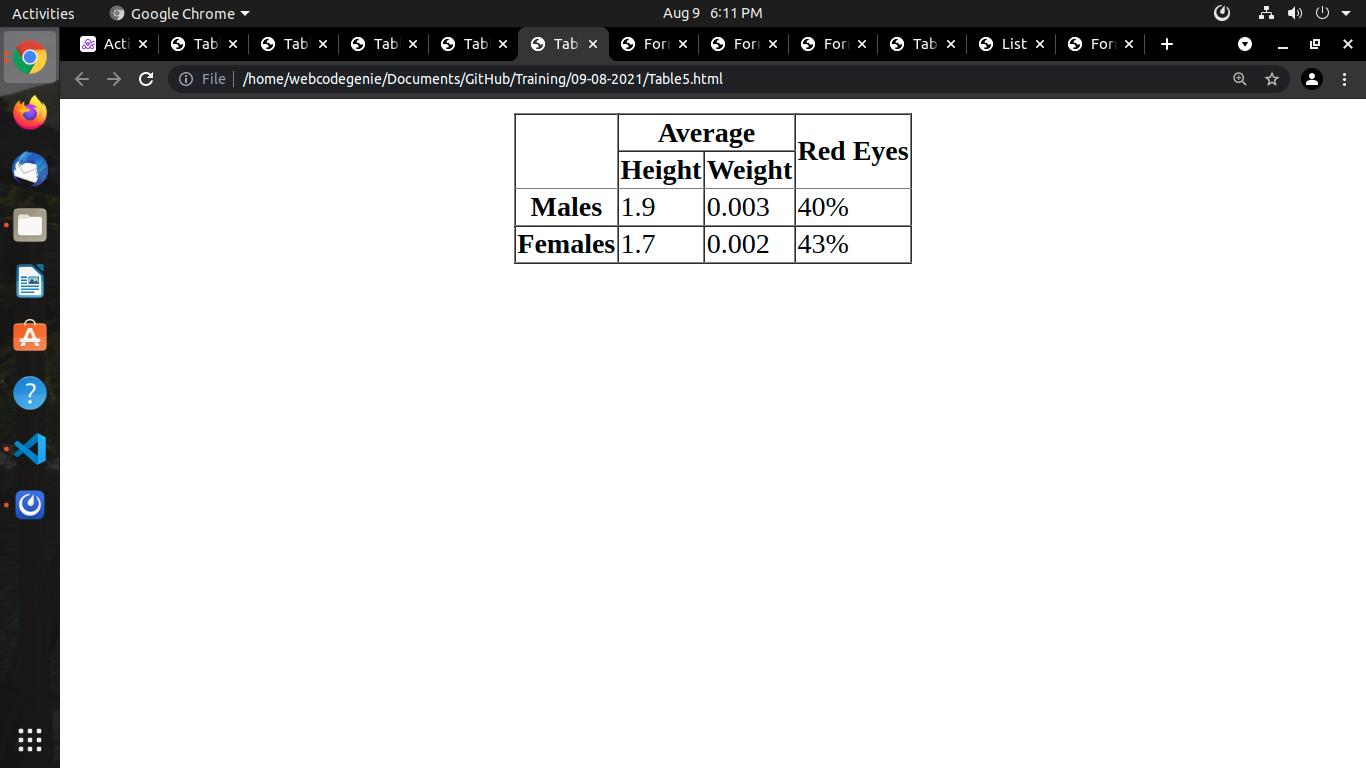 Activities Google Chrome Aug 9 6:11 PM
Acti Tab Tab Tab Tab Tab Forr Forr Forr Tab List Forr
File /home/webcodegenie/Documents/GitHub/Training/09-08-2021/Table5.html
Average Red Eyes
Height Weight
Males 1.9 0.003 40%
Females 1.7 0.002 43%